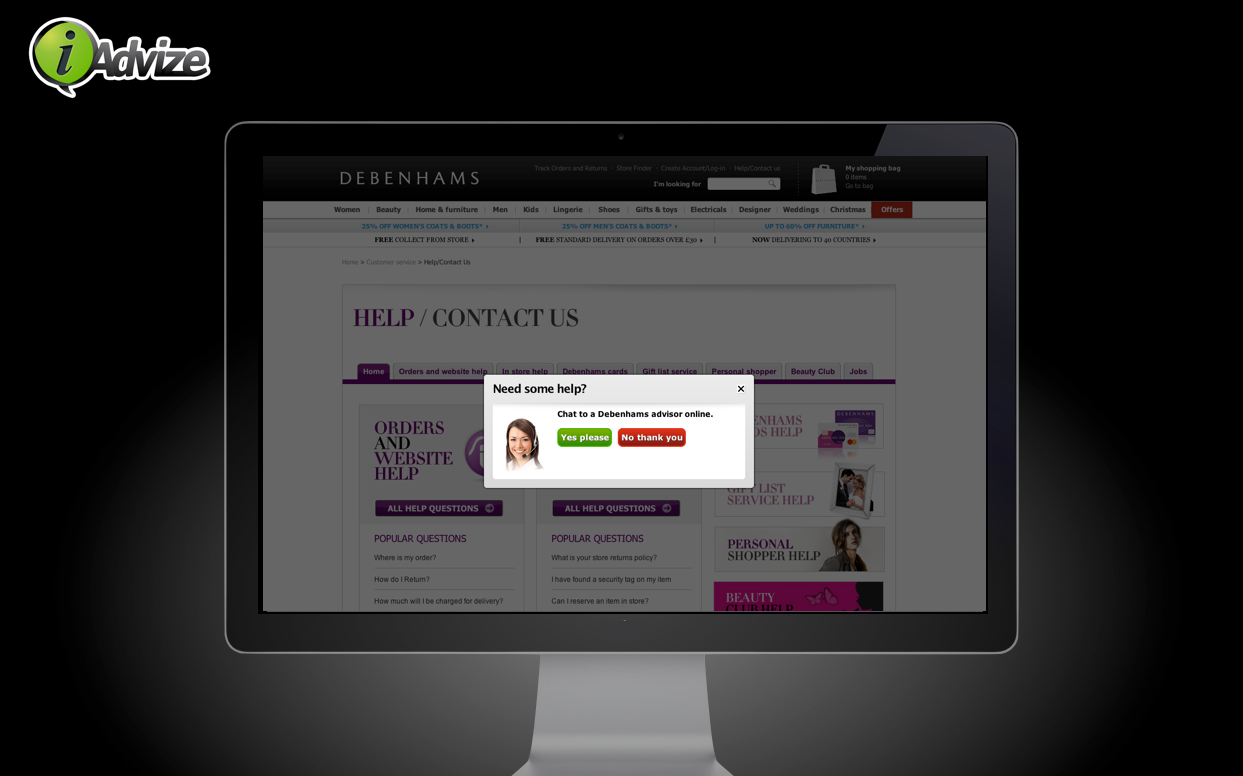 iAdvize
DEBENHAMS
Track Orders and Returns - Store Finder - Create Account/Log-in - Help/Contact us
I'm looking for
My shopping bag
0 items
Go to bag
Women | Beauty | Home & furniture | Men | Kids | Lingerie | Shoes | Gifts & toys | Electricals | Designer | Weddings | Christmas | Offers
25% OFF WOMEN'S COATS & BOOTS* ›
25% OFF MEN'S COATS & BOOTS* ›
UP TO 60% OFF FURNITURE* ›
FREE COLLECT FROM STORE
FREE STANDARD DELIVERY ON ORDERS OVER £30
NOW DELIVERING TO 40 COUNTRIES
Home > Customer service > Help/Contact Us
HELP / CONTACT US
Home
Orders and website help
In store help
Debenhams cards
Gift list service
Personal shopper
Beauty Club
Jobs
Need some help?
Chat to a Debenhams advisor online.
Yes please
No thank you
ORDERS
AND
WEBSITE
HELP
ALL HELP QUESTIONS
POPULAR QUESTIONS
Where is my order?
How do I Return?
How much will I be charged for delivery?
ALL HELP QUESTIONS
POPULAR QUESTIONS
What is your store returns policy?
I have found a security tag on my item
Can I reserve an item in store?
DEBENHAMS
HELP
GIFT LIST
SERVICE HELP
PERSONAL
SHOPPER HELP
BEAUTY
CLUB HELP